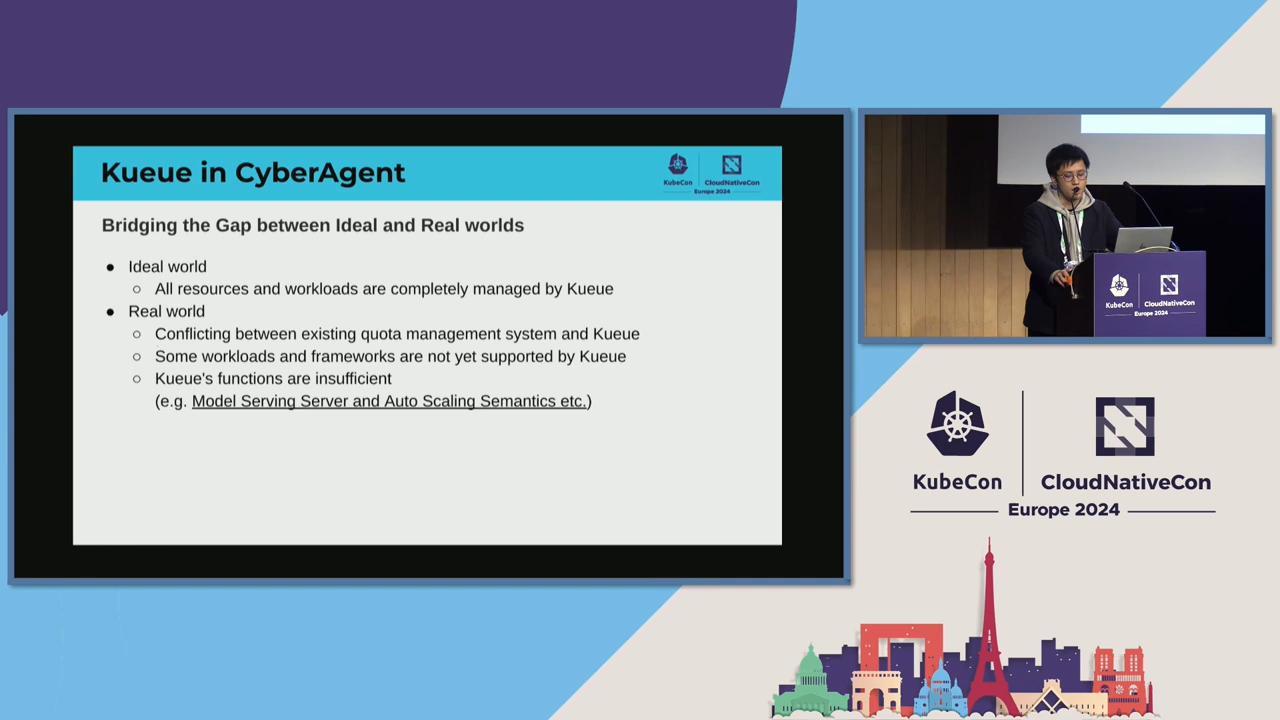 Kueue in CyberAgent
KubeCon
CloudNativeCon
Europe 2024
Bridging the Gap between Ideal and Real worlds
● Ideal world
○ All resources and workloads are completely managed by Kueue
● Real world
○ Conflicting between existing quota management system and Kueue
○ Some workloads and frameworks are not yet supported by Kueue
○ Kueue's functions are insufficient
(e.g. Model Serving Server and Auto Scaling Semantics etc.)
KubeCon
CloudNativeCon
Europe 2024
KubeCon
CloudNativeCon
Europe 2024